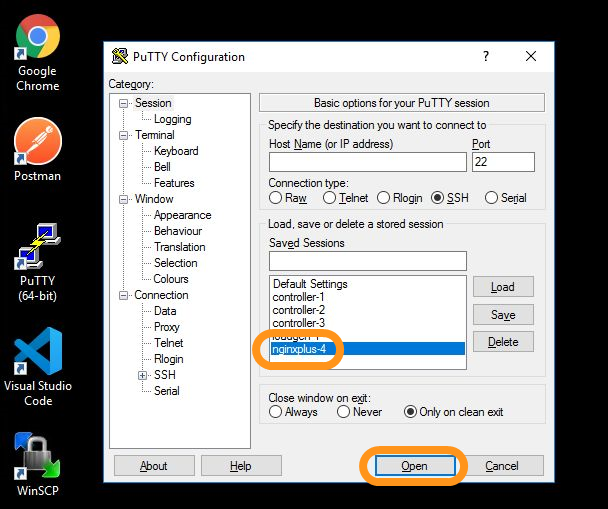 Google
Chrome
Postman
PuTTY
(64-bit)
Visual Studio
Code
WinSCP
PuTTY Configuration
?
Category:
Session
Logging
Terminal
Keyboard
Bell
Features
Window
Appearance
Behaviour
Translation
Selection
Colours
Connection
Data
Proxy
Telnet
Rlogin
SSH
Serial
Basic options for your PuTTY session
Specify the destination you want to connect to
Host Name (or IP address) Port
22
Connection type:
Raw Telnet Rlogin SSH Serial
Load, save or delete a stored session
Saved Sessions
Default Settings
controller-1
controller-2
controller-3
nginxplus-4
Load
Save
Delete
Close window on exit:
Always Never Only on clean exit
About Help Open Cancel